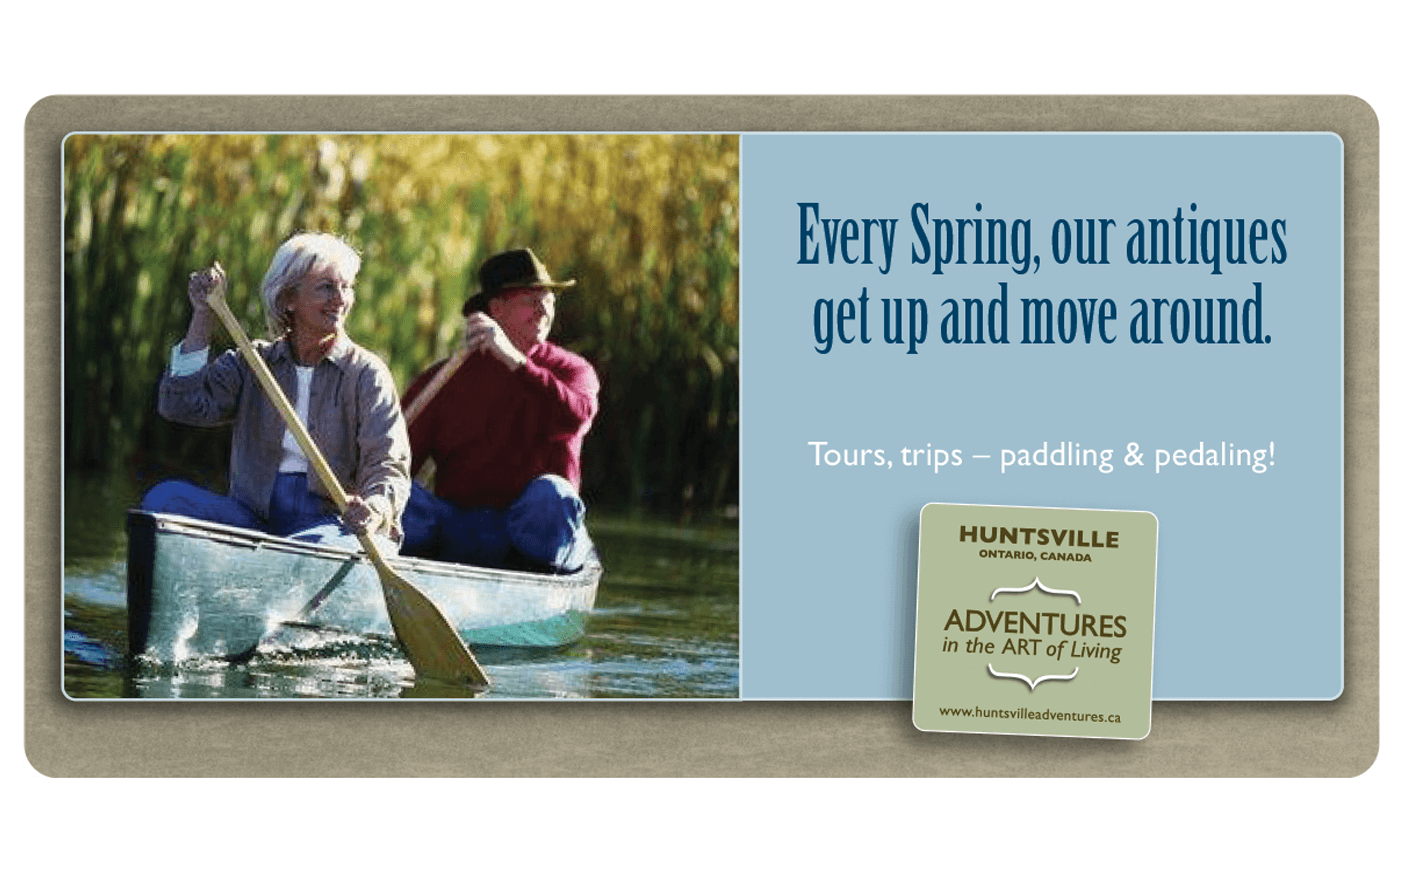 Every Spring, our antiques
get up and move around.
Tours, trips – paddling & pedaling!
HUNTSVILLE
ONTARIO, CANADA
ADVENTURES
in the ART of Living
www.huntsvilleadventures.ca